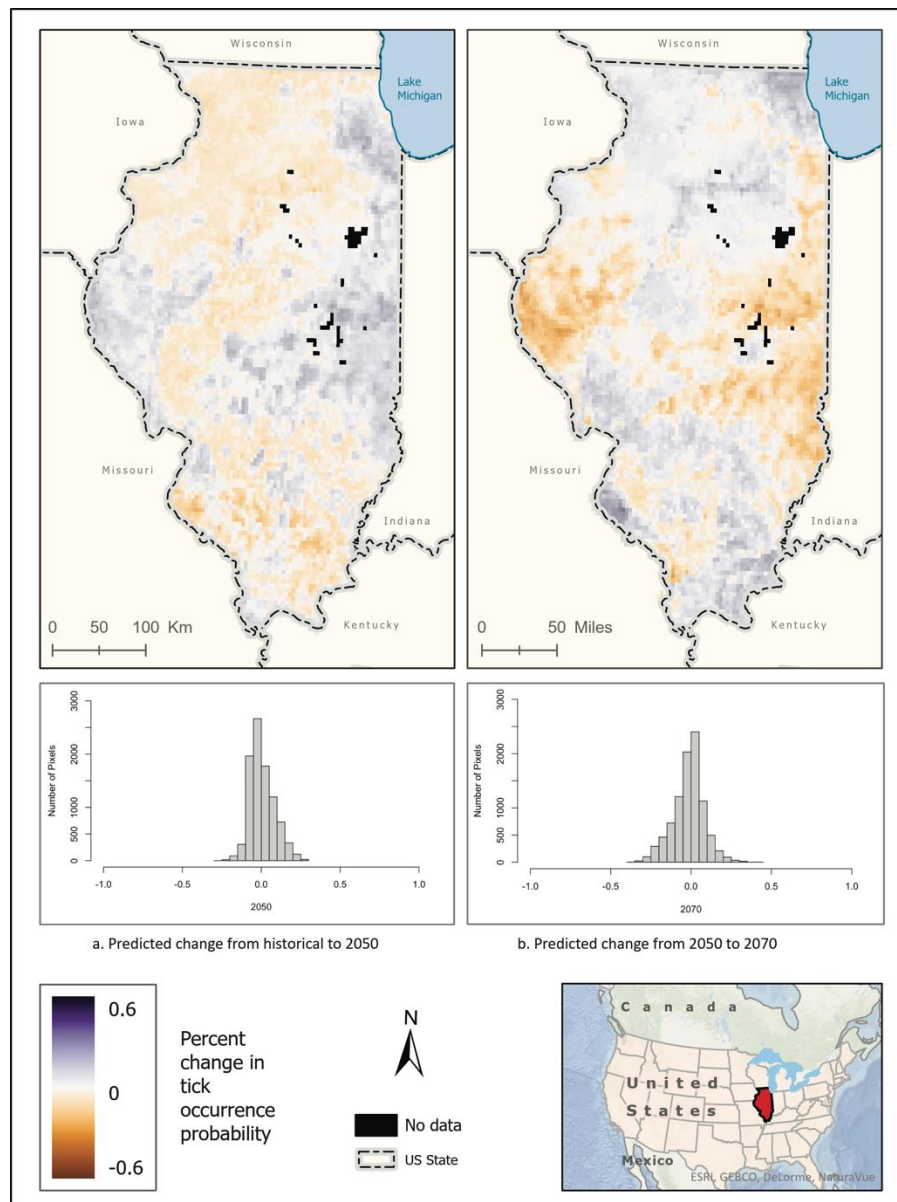 Wisconsin
Lake
Michigan
Iowa
Missouri
Indiana
Kentucky
0 50 100 Km
Wisconsin
Lake
Michigan
Iowa
Missouri
Indiana
Kentucky
0 50 Miles
Number of Pixels
3000
2000
1000
500
0
-1.0 -0.5 0.0 0.5 1.0
2050
Number of Pixels
3000
2000
1000
500
0
-1.0 -0.5 0.0 0.5 1.0
2070
a. Predicted change from historical to 2050
b. Predicted change from 2050 to 2070
0.6
0
-0.6
Percent
change in
tick
occurrence
probability
N
No data
US State
Canada
United
States
Mexico
ESRI, GEBCO, DeLorme, NaturaVue